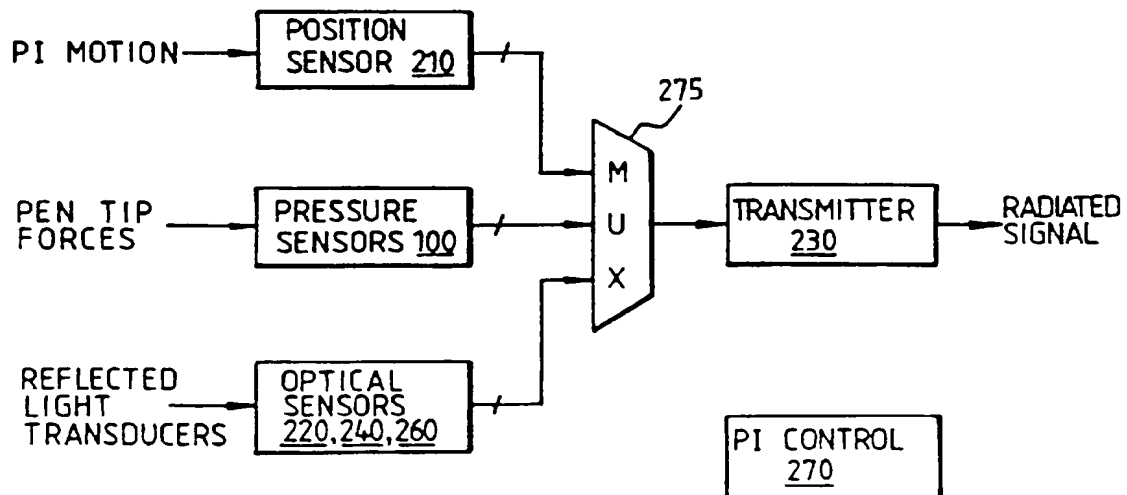 PI MOTION
POSITION
SENSOR 210
275
PEN TIP
FORCES
PRESSURE
SENSORS 100
M
U
X
TRANSMITTER
230
RADIATED
SIGNAL
REFLECTED
LIGHT
TRANSDUCERS
OPTICAL
SENSORS
220, 240, 260
PI CONTROL
270